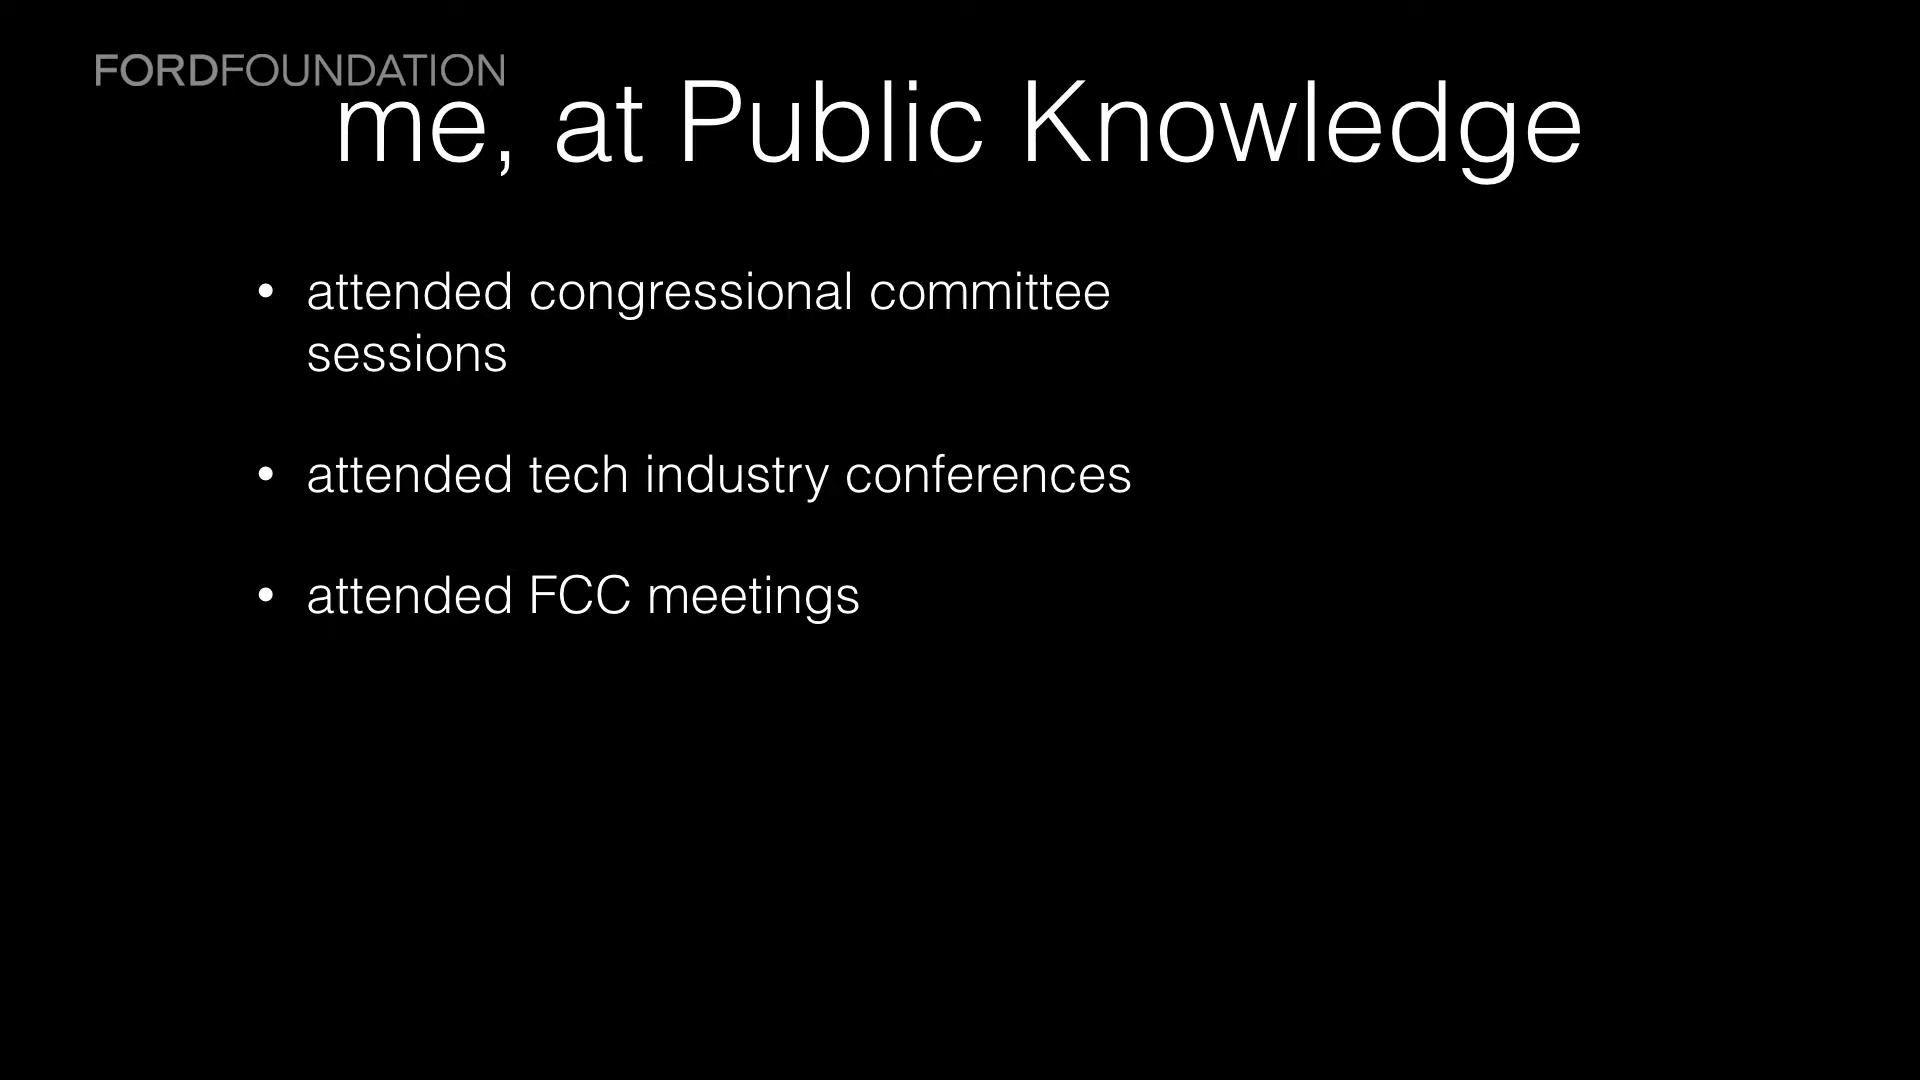 FORDFOUNDATION
me, at Public Knowledge
• attended congressional committee
sessions
• attended tech industry conferences
• attended FCC meetings